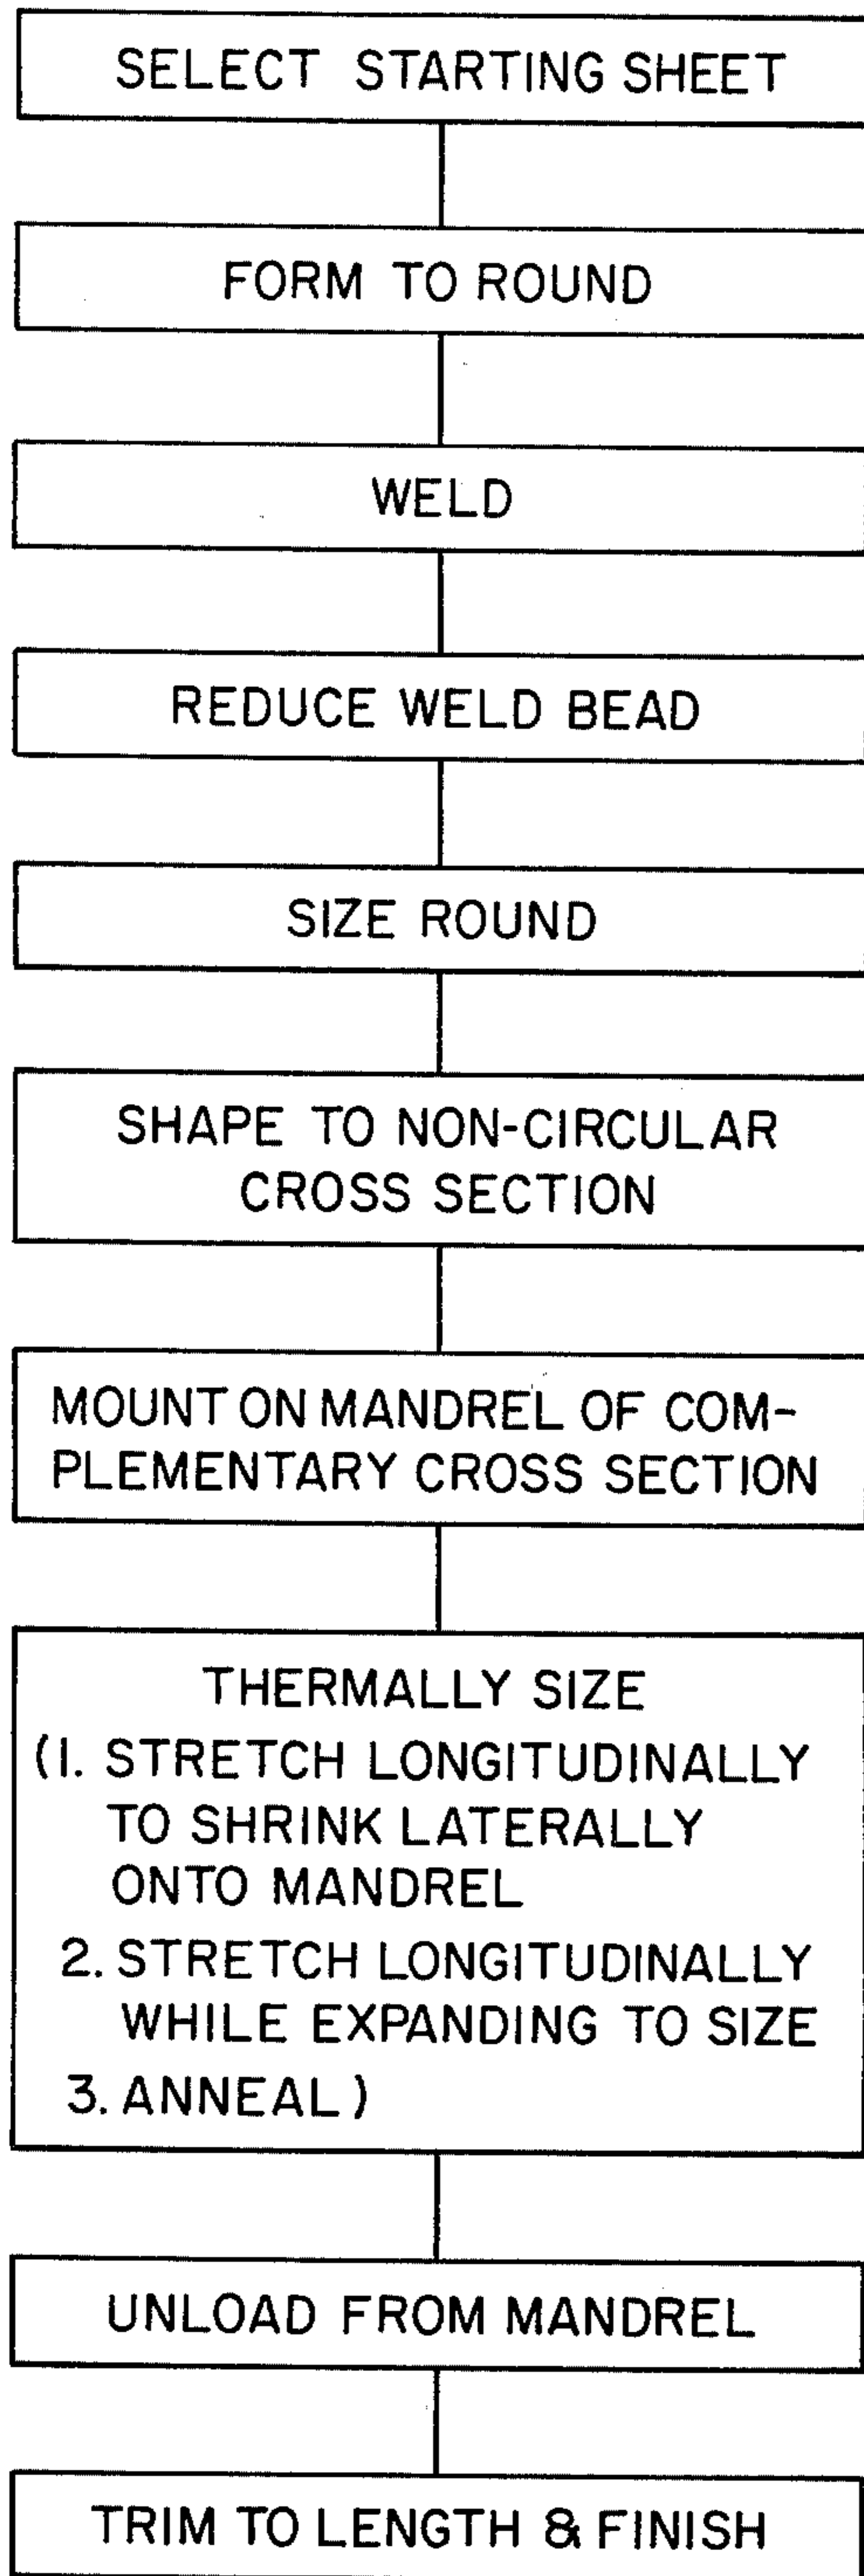 SELECT STARTING SHEET
FORM TO ROUND
WELD
REDUCE WELD BEAD
SIZE ROUND
SHAPE TO NON-CIRCULAR
CROSS SECTION
MOUNT ON MANDREL OF COM-
PLEMENTARY CROSS SECTION
THERMALLY SIZE
(1. STRETCH LONGITUDINALLY
TO SHRINK LATERALLY
ONTO MANDREL
2. STRETCH LONGITUDINALLY
WHILE EXPANDING TO SIZE
3. ANNEAL)
UNLOAD FROM MANDREL
TRIM TO LENGTH & FINISH